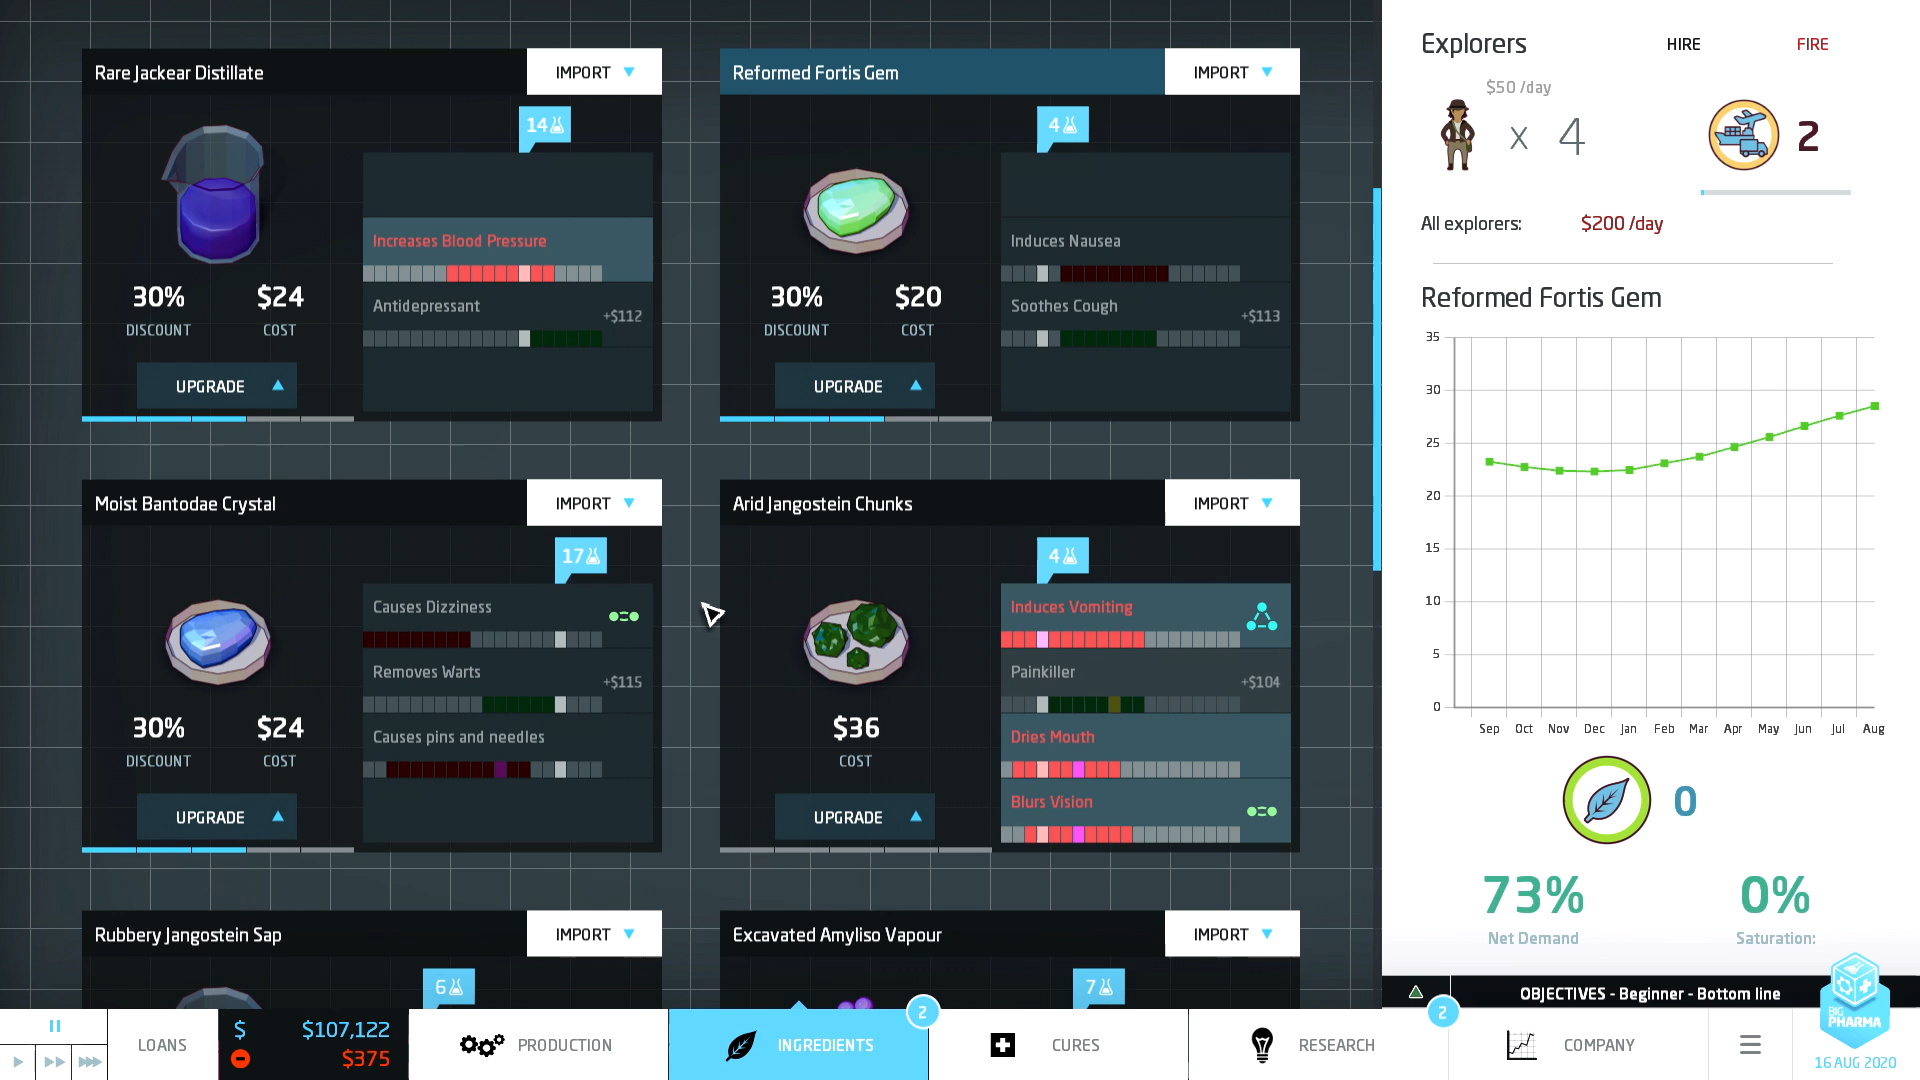 Rare Jackear Distillate
IMPORT
14
Increases Blood Pressure
Antidepressant
+$112
30%
$24
DISCOUNT
COST
UPGRADE
Reformed Fortis Gem
IMPORT
4
Induces Nausea
Soothes Cough
+$113
30%
$20
DISCOUNT
COST
UPGRADE
Moist Bantodae Crystal
IMPORT
17
Causes Dizziness
Removes Warts
+$115
Causes pins and needles
30%
$24
DISCOUNT
COST
UPGRADE
Arid Jangostein Chunks
IMPORT
4
Induces Vomiting
Painkiller
+$104
Dries Mouth
Blurs Vision
$36
COST
UPGRADE
Rubbery Jangostein Sap
IMPORT
6
Excavated Amyliso Vapour
IMPORT
7
Explorers
HIRE
FIRE
$50 /day
x 4
2
All explorers:
$200 /day
Reformed Fortis Gem
35
30
25
20
15
10
5
0
Sep Oct Nov Dec Jan Feb Mar Apr May Jun Jul Aug
0
73%
0%
Net Demand
Saturation:
OBJECTIVES - Beginner - Bottom line
LOANS
$ $107,122
$375
PRODUCTION
INGREDIENTS
2
CURES
RESEARCH
2
COMPANY
BIG
PHARMA
16 AUG 2020